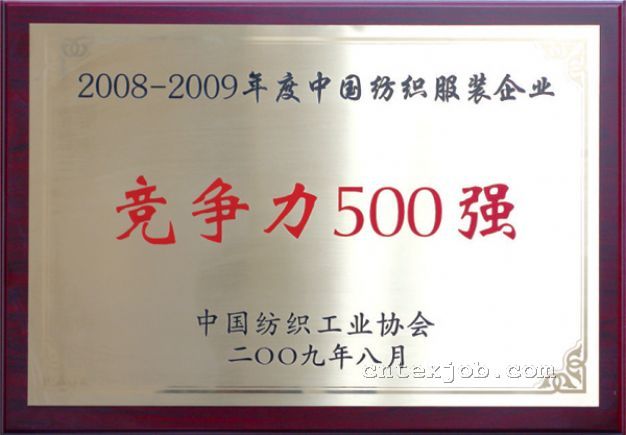 2008-2009年度中国纺织服装企业
竞争力500强
中国纺织工业协会
二〇〇九年八月
cntexjob.com